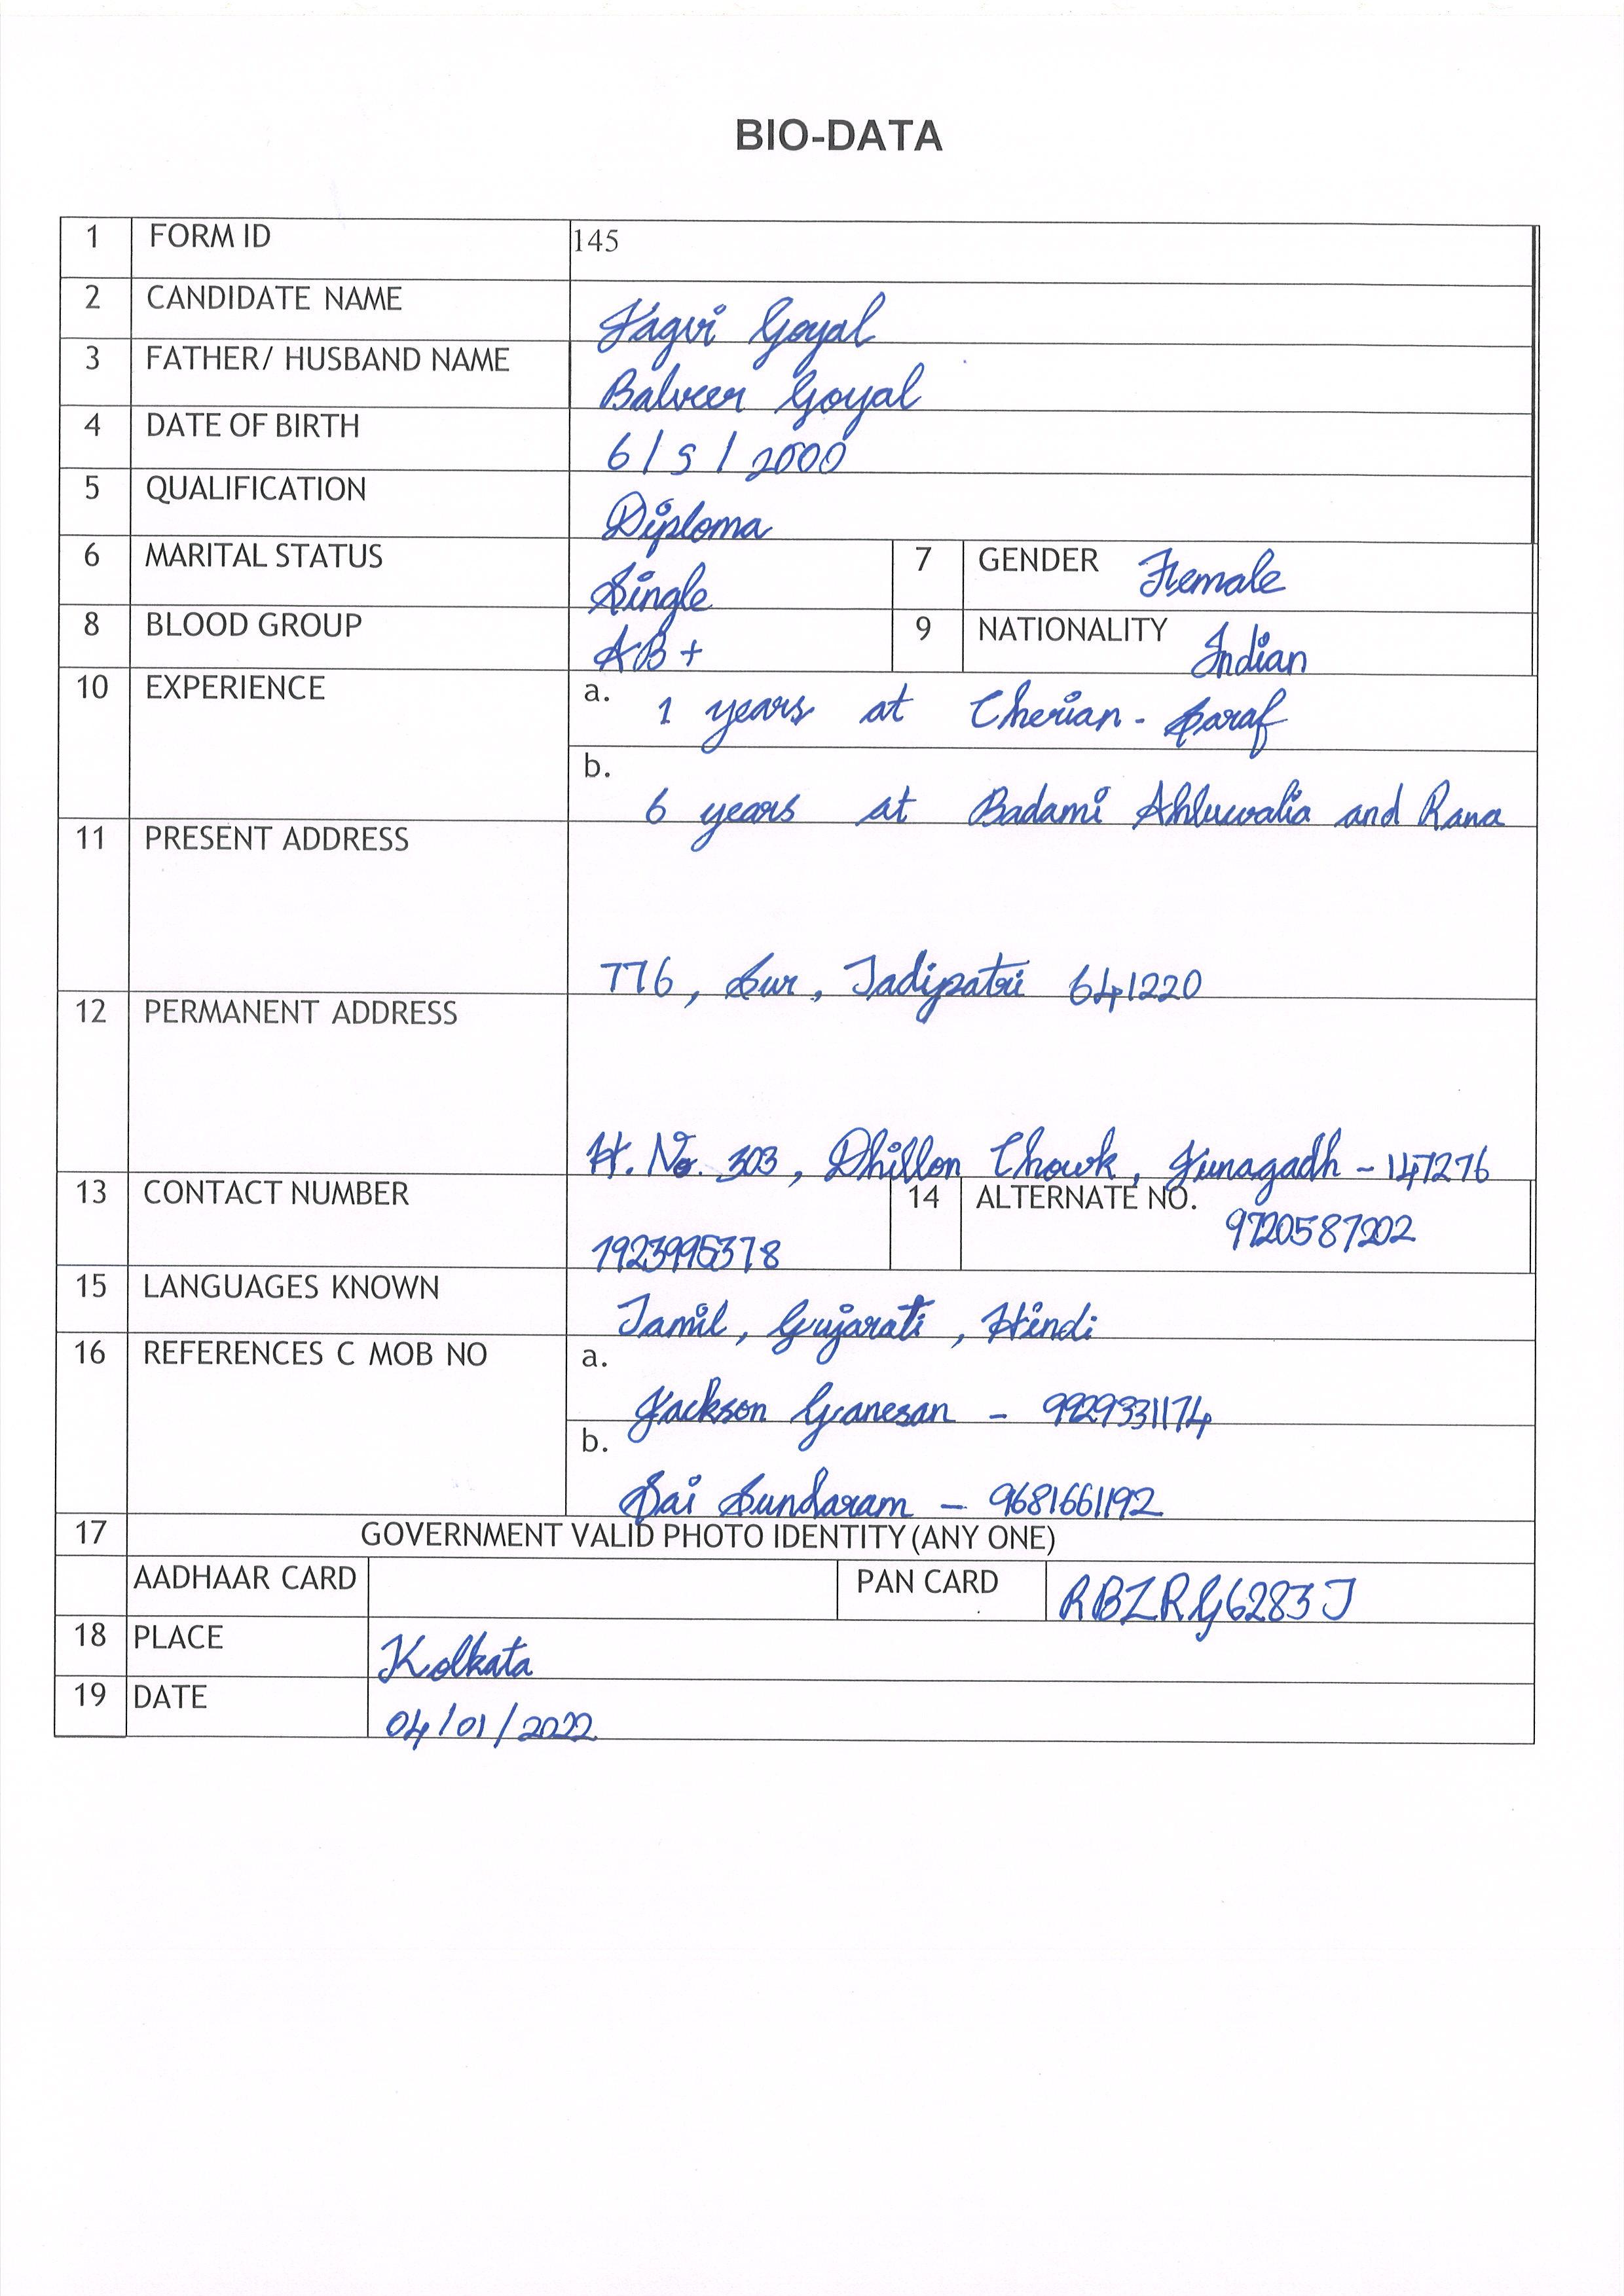 BIO-DATA
1 FORM ID 145
2 CANDIDATE NAME Jagvi Goyal
3 FATHER/ HUSBAND NAME Balveer Goyal
4 DATE OF BIRTH 6/5/2000
5 QUALIFICATION Diploma
6 MARITAL STATUS Single 7 GENDER Female
8 BLOOD GROUP AB+ 9 NATIONALITY Indian
10 EXPERIENCE a. 1 years at Cherian-Saraf
b. 6 years at Badami Ahluwalia and Rana
11 PRESENT ADDRESS
776, Sur, Tadipatri 641220
12 PERMANENT ADDRESS
H. No. 303, Dhillon Chowk, Junagadh - 147276
13 CONTACT NUMBER 1923995378 14 ALTERNATE NO. 9720587202
15 LANGUAGES KNOWN Tamil, Gujarati, Hindi
16 REFERENCES C MOB NO a.
Jackson Ganesan - 9929331174
b.
Sai Sundaram - 9681661192
17 GOVERNMENT VALID PHOTO IDENTITY (ANY ONE)
AADHAAR CARD PAN CARD RBZRG6283J
18 PLACE Kolkata
19 DATE 04/01/2022